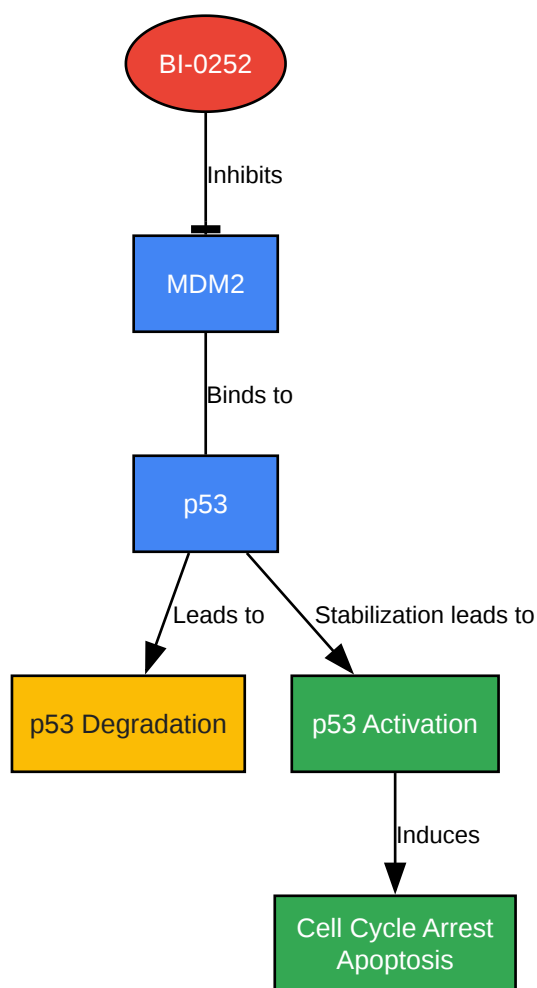 BI-0252
Inhibits
MDM2
Binds to
p53
Leads to
Stabilization leads to
p53 Degradation
p53 Activation
Induces
Cell Cycle Arrest
Apoptosis